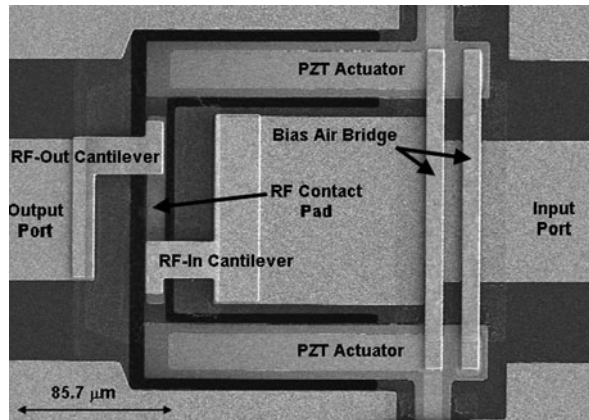 PZT Actuator
Bias Air Bridge
RF-Out Cantilever
RF Contact
Pad
Output
Port
Input
Port
RF-In Cantilever
PZT Actuator
85.7 μm